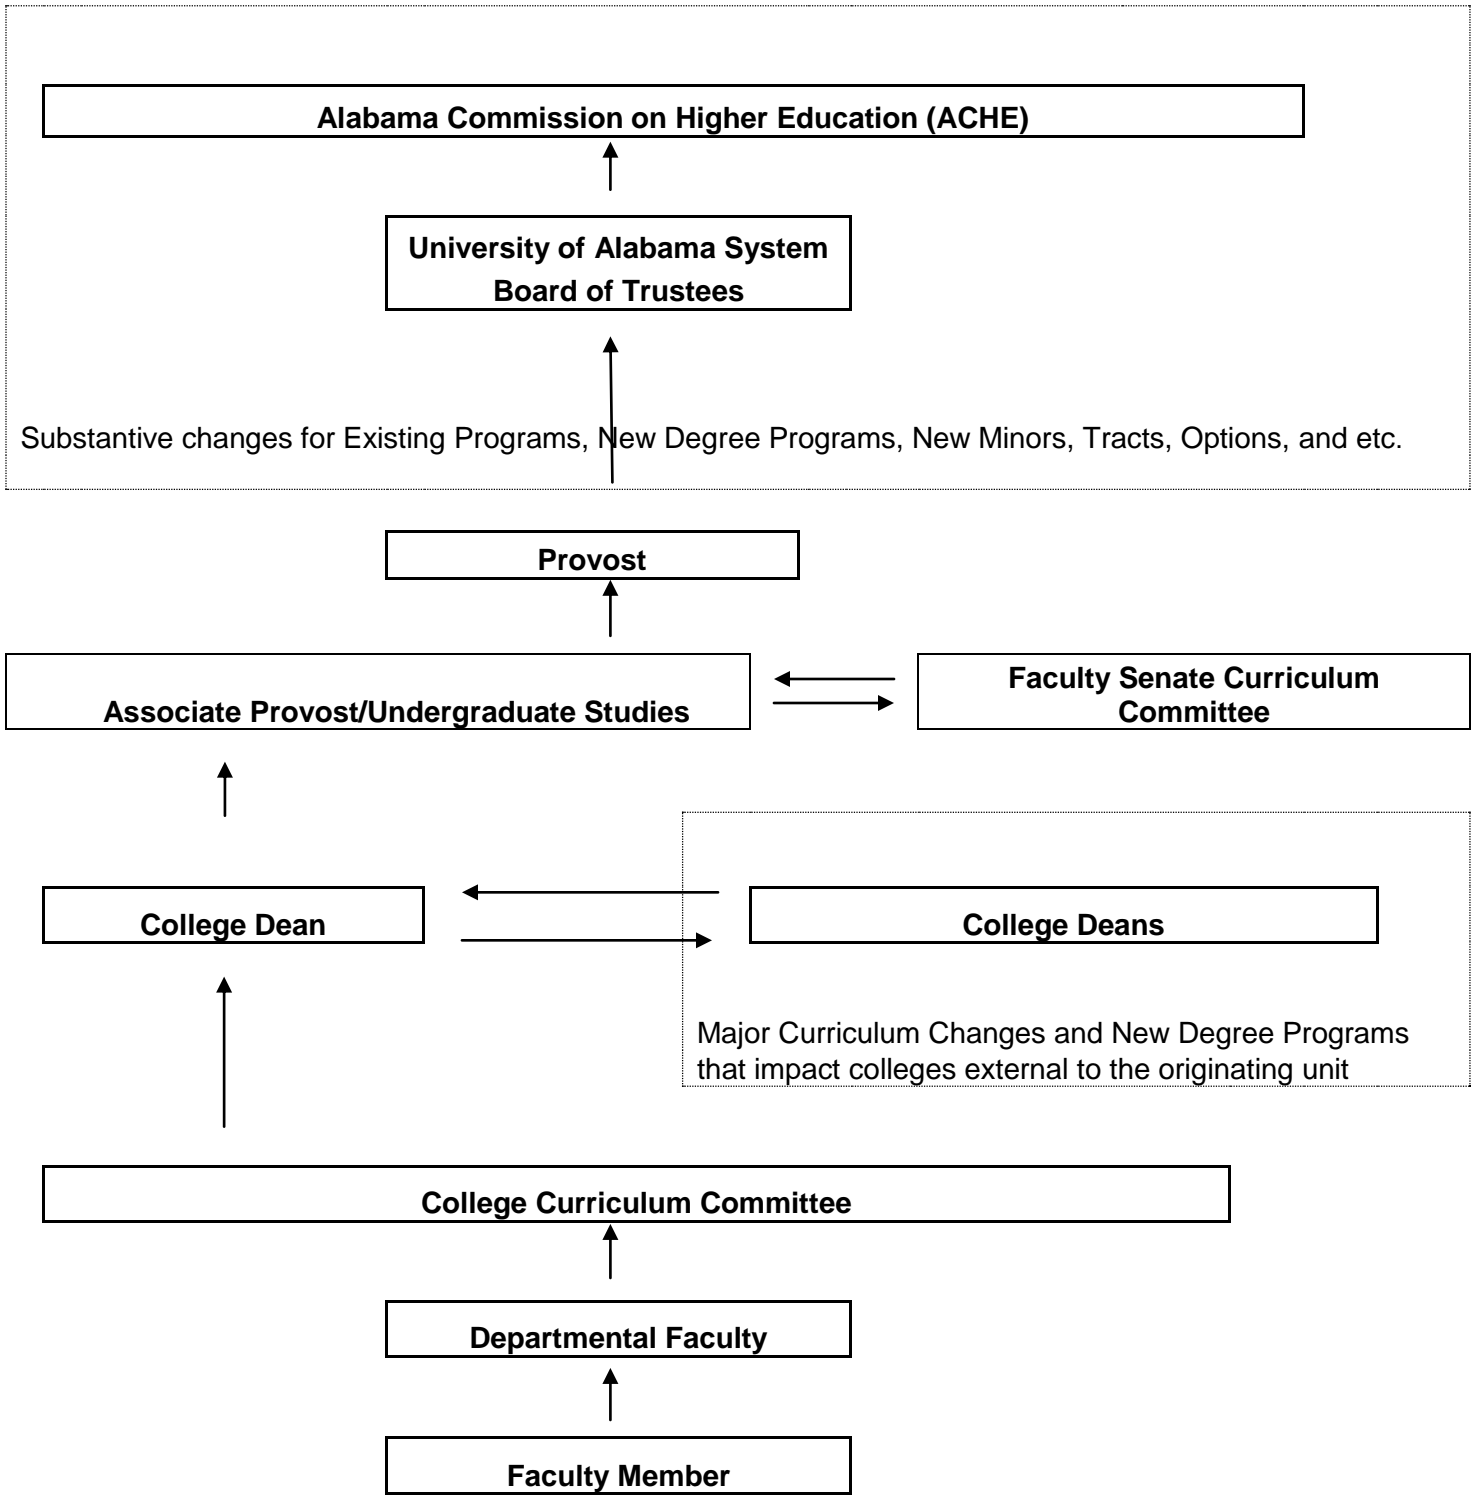 Alabama Commission on Higher Education (ACHE)
University of Alabama System
Board of Trustees
Substantive changes for Existing Programs, New Degree Programs, New Minors, Tracts, Options, and etc.
Provost
Associate Provost/Undergraduate Studies
Faculty Senate Curriculum
Committee
College Dean
College Deans
Major Curriculum Changes and New Degree Programs
that impact colleges external to the originating unit
College Curriculum Committee
Departmental Faculty
Faculty Member